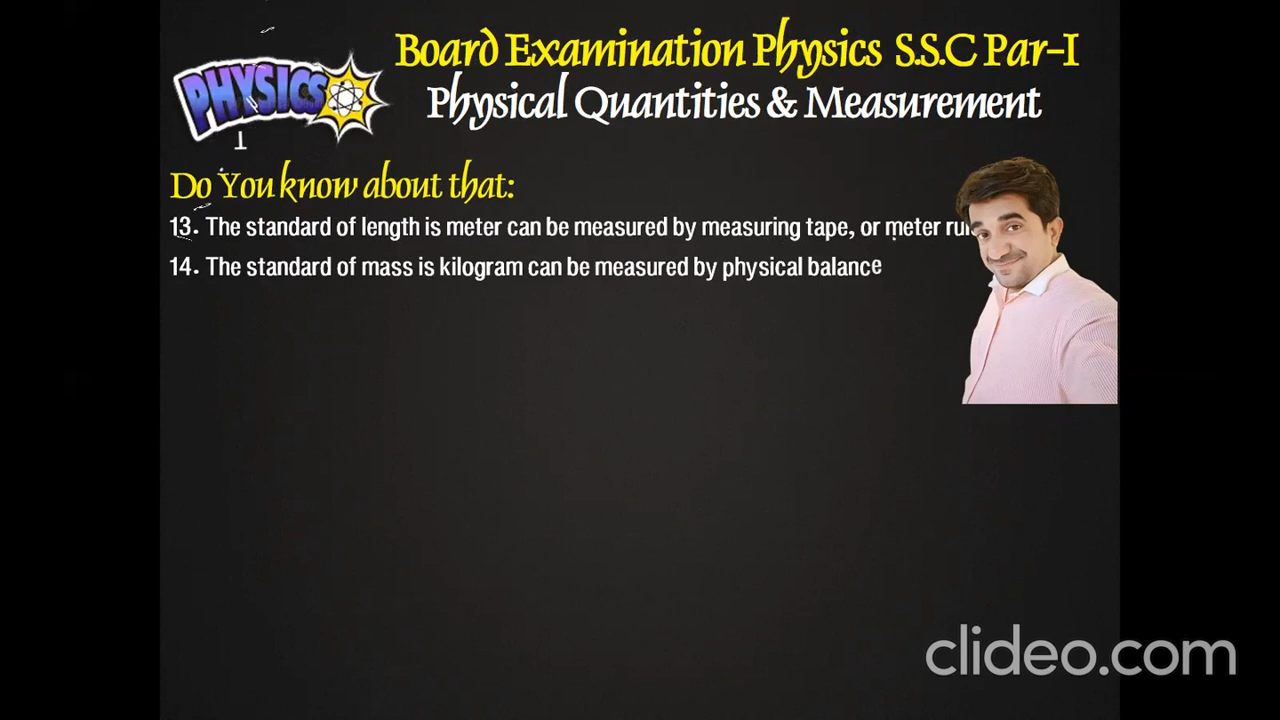 Board Examination Physics S.S.C Par-I
PHYSICS
Physical Quantities & Measurement
Do You know about that:
13. The standard of length is meter can be measured by measuring tape, or meter
14. The standard of mass is kilogram can be measured by physical balance
clideo.com